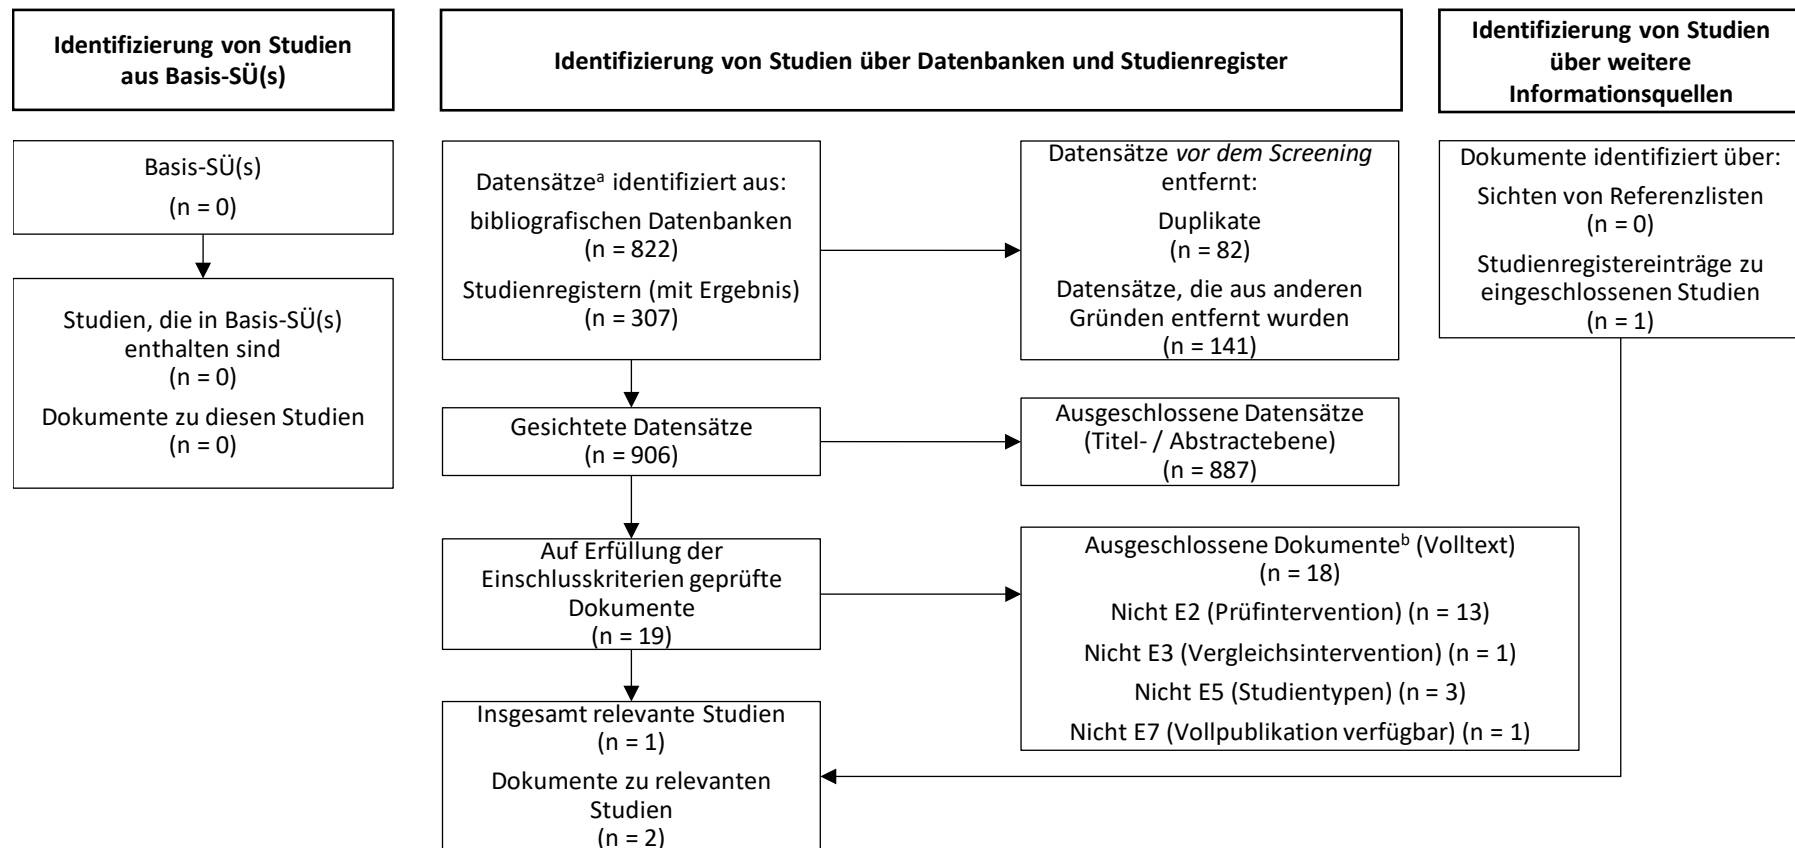 Identifizierung von Studien
aus Basis-SÜ(s)
Basis-SÜ(s)
(n = 0)
Studien, die in Basis-SÜ(s)
enthalten sind
(n = 0)
Dokumente zu diesen Studien
(n = 0)
Identifizierung von Studien über Datenbanken und Studienregister
Datensätzeᵃ identifiziert aus:
bibliografischen Datenbanken
(n = 822)
Studienregistern (mit Ergebnis)
(n = 307)
Datensätze vor dem Screening
entfernt:
Duplikate
(n = 82)
Datensätze, die aus anderen
Gründen entfernt wurden
(n = 141)
Gesichtete Datensätze
(n = 906)
Ausgeschlossene Datensätze
(Titel- / Abstractebene)
(n = 887)
Auf Erfüllung der
Einschlusskriterien geprüfte
Dokumente
(n = 19)
Ausgeschlossene Dokumenteᵇ (Volltext)
(n = 18)
Nicht E2 (Prüfintervention) (n = 13)
Nicht E3 (Vergleichsintervention) (n = 1)
Nicht E5 (Studientypen) (n = 3)
Nicht E7 (Vollpublikation verfügbar) (n = 1)
Insgesamt relevante Studien
(n = 1)
Dokumente zu relevanten
Studien
(n = 2)
Identifizierung von Studien
über weitere
Informationsquellen
Dokumente identifiziert über:
Sichten von Referenzlisten
(n = 0)
Studienregistereinträge zu
eingeschlossenen Studien
(n = 1)